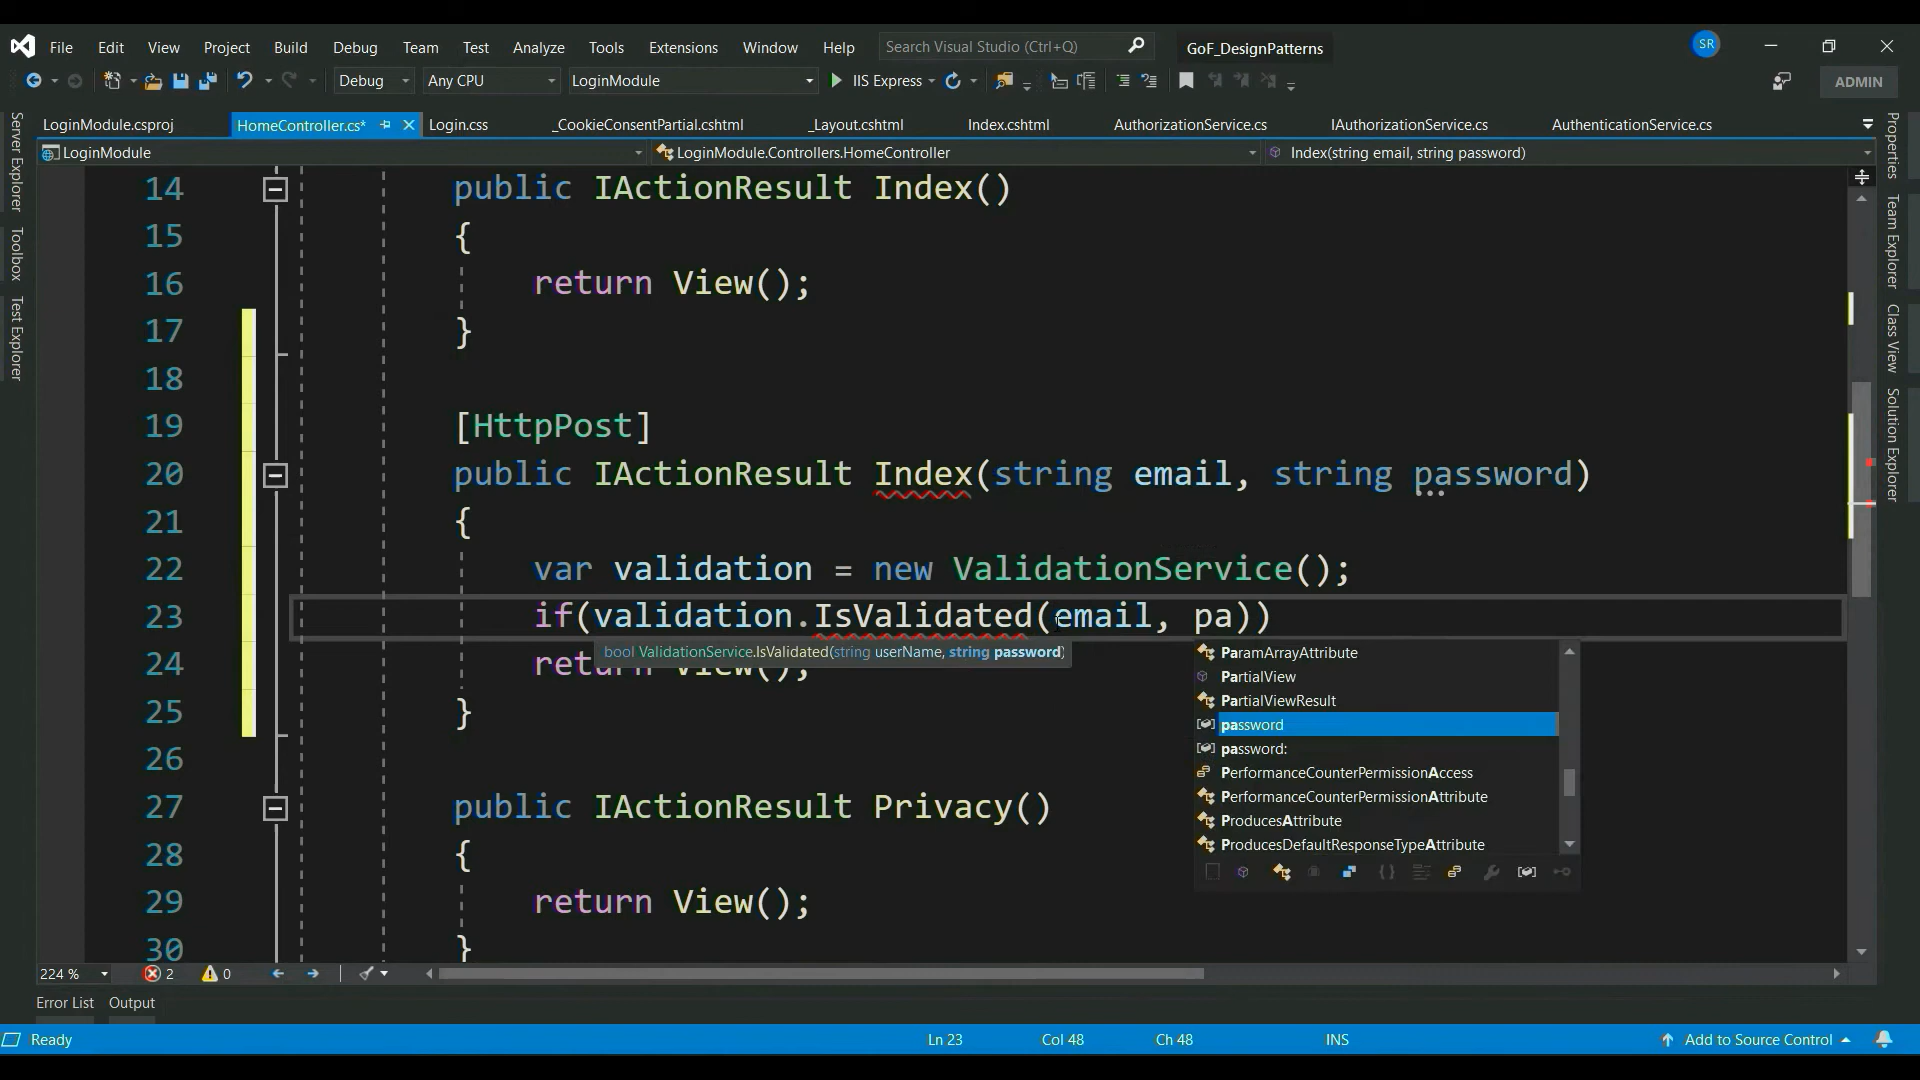 File Edit View Project Build Debug Team Test Analyze Tools Extensions Window Help Search Visual Studio (Ctrl+Q) GoF_DesignPatterns SR
Debug Any CPU LoginModule IIS Express ADMIN
LoginModule.csproj HomeController.cs* Login.css _CookieConsentPartial.cshtml _Layout.cshtml Index.cshtml AuthorizationService.cs IAuthorizationService.cs AuthenticationService.cs
LoginModule LoginModule.Controllers.HomeController Index(string email, string password)
Server Explorer
Toolbox
Test Explorer
14 public IActionResult Index()
15 {
16 return View();
17 }
18
19 [HttpPost]
20 public IActionResult Index(string email, string password)
21 {
22 var validation = new ValidationService();
23 if(validation.IsValidated(email, pa))
bool ValidationService.IsValidated(string userName, string password)
24 return View();
25 }
26
27 public IActionResult Privacy()
28 {
29 return View();
30 }
ParamArrayAttribute
PartialView
PartialViewResult
password
password:
PerformanceCounterPermissionAccess
PerformanceCounterPermissionAttribute
ProducesAttribute
ProducesDefaultResponseTypeAttribute
Properties
Team Explorer
Class View
Solution Explorer
224 % 2 0
Error List Output
Ready Ln 23 Col 48 Ch 48 INS Add to Source Control